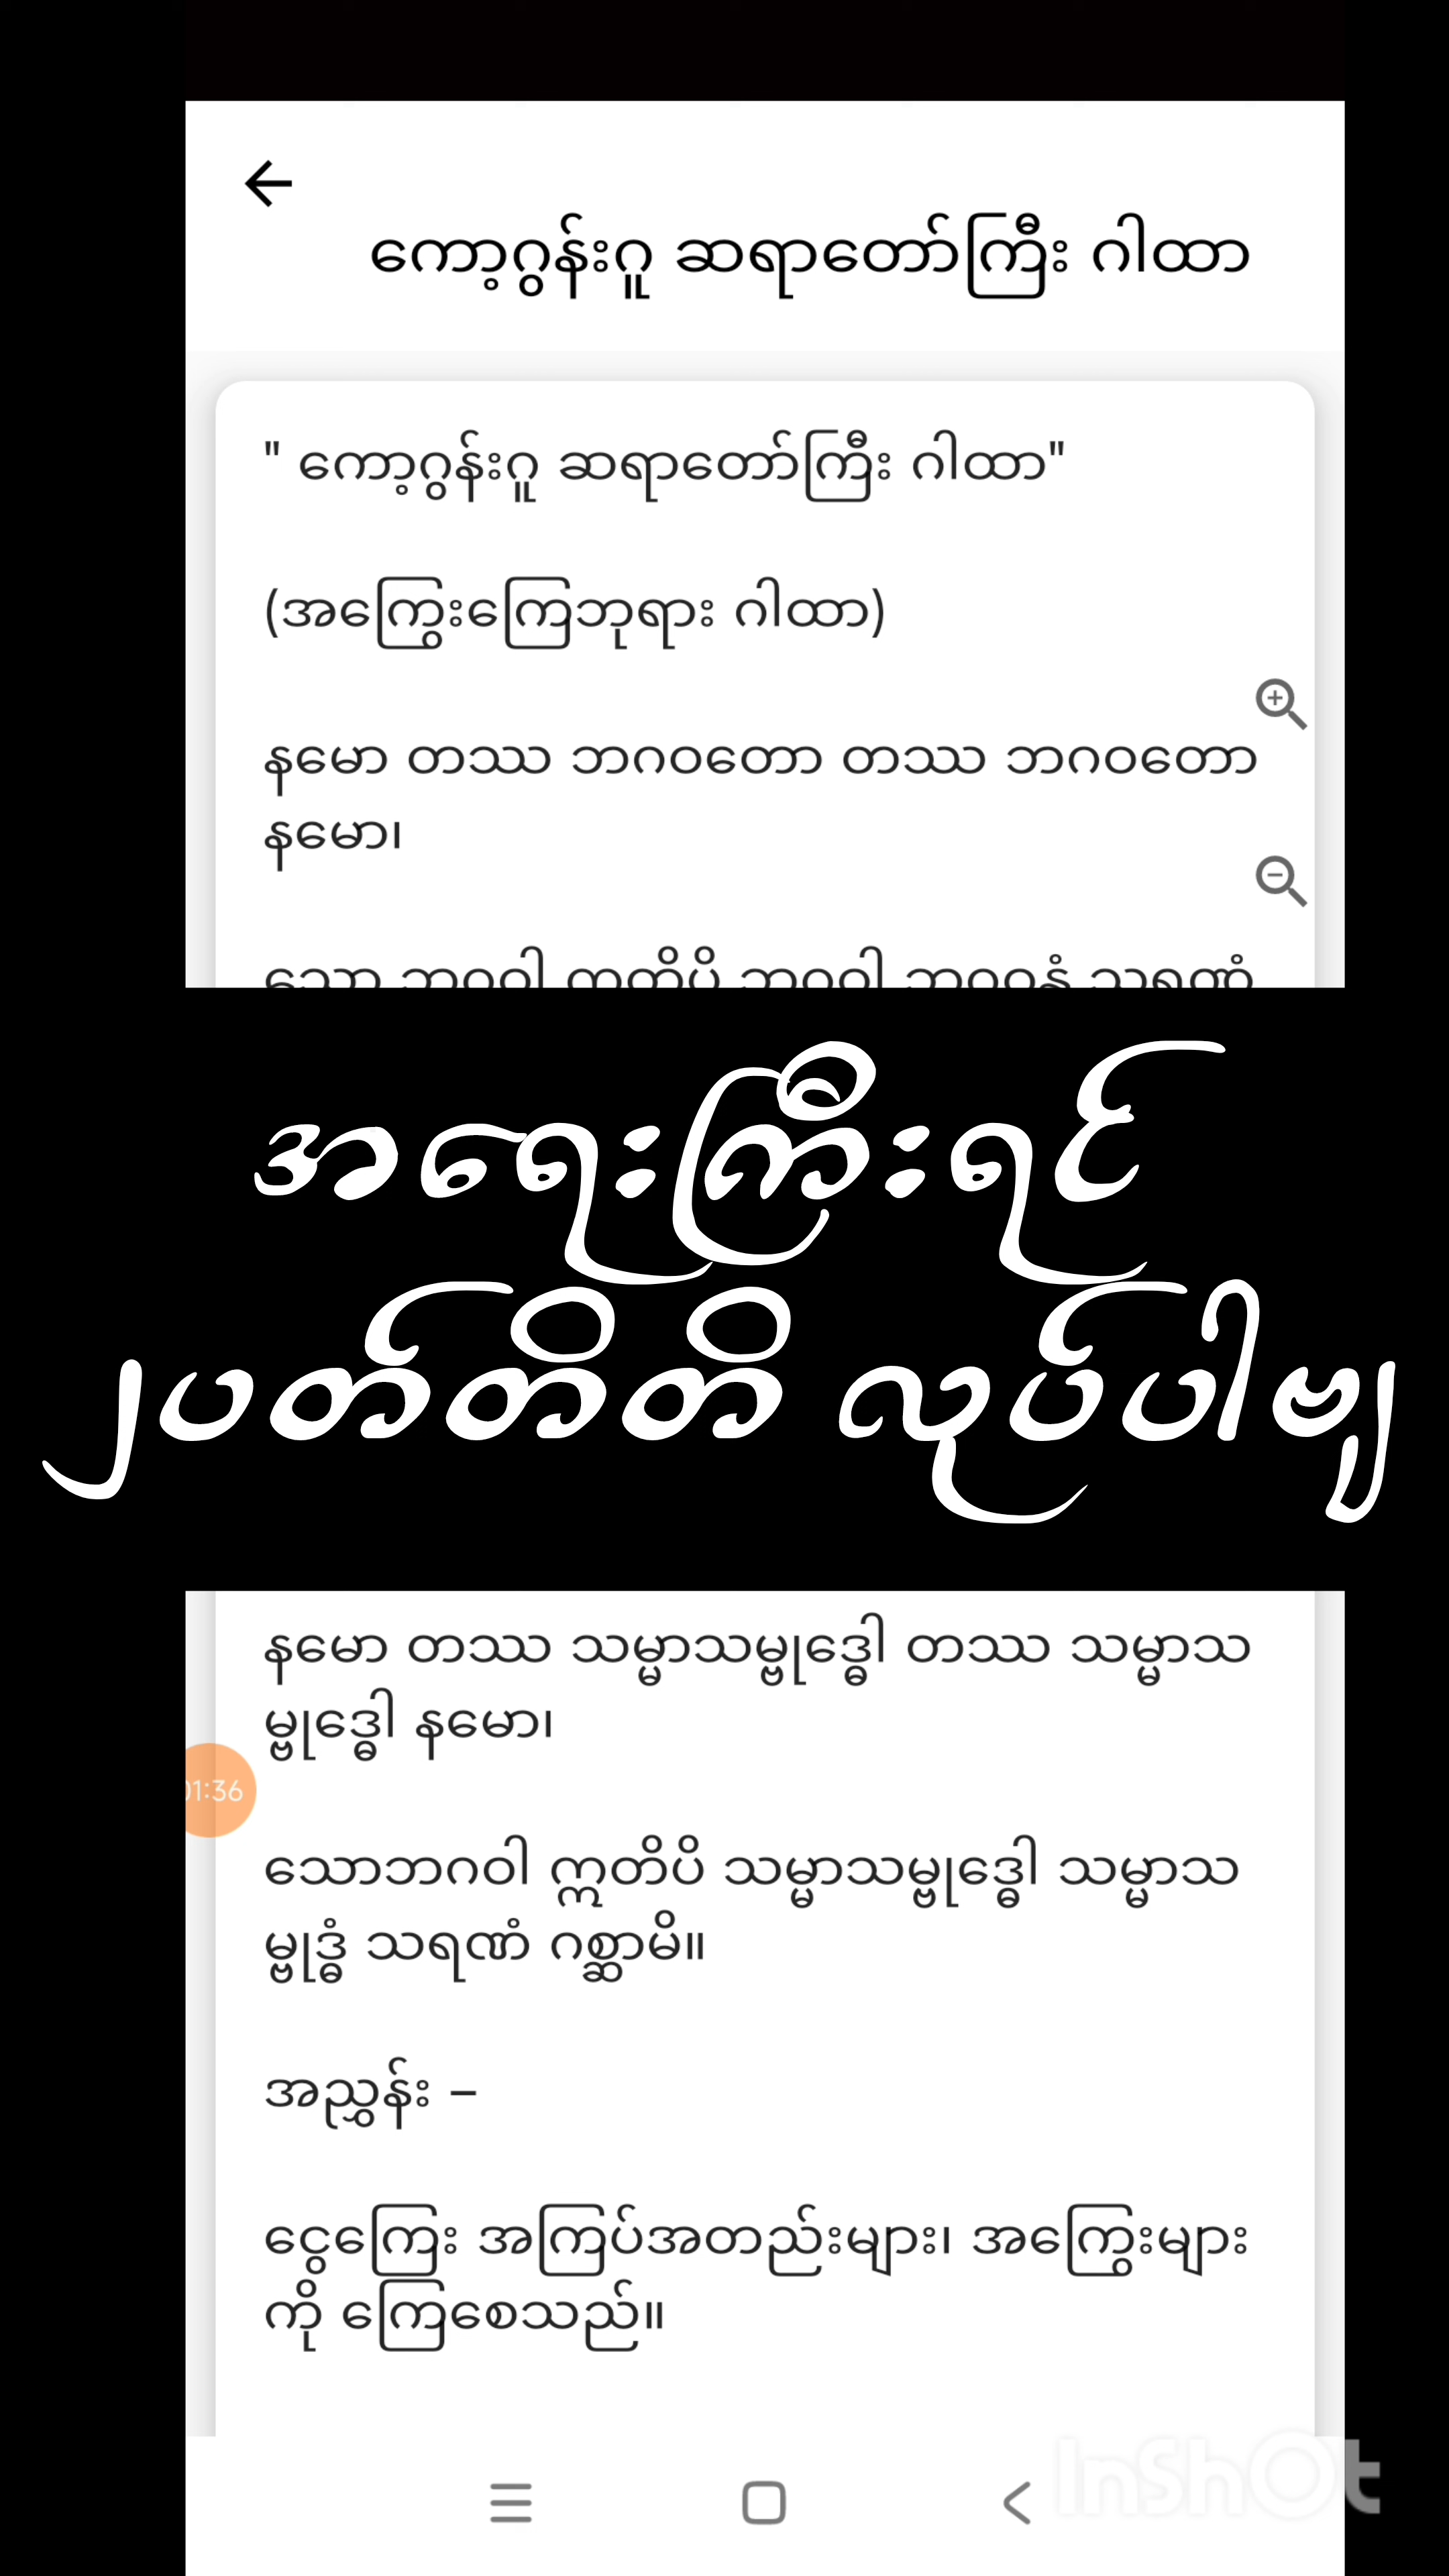 ကော့ဂွန်းဂူ ဆရာတော်ကြီး ဂါထာ
" ကော့ဂွန်းဂူ ဆရာတော်ကြီး ဂါထာ"
(အကြွေးကြေဘုရား ဂါထာ)
နမော တဿ ဘဂဝတော တဿ ဘဂဝတော
နမော၊
အရေးကြီးရင်
၂ပတ်တိတိ လုပ်ပါဗျ
နမော တဿ သမ္မာသမ္ဗုဒ္ဓေါ တဿ သမ္မာသ
မ္ဗုဒ္ဓေါ နမော၊
01:36
သောဘဂဝါ ဣတိပိ သမ္မာသမ္ဗုဒ္ဓေါ သမ္မာသ
မ္ဗုဒ္ဓံ သရဏံ ဂစ္ဆာမိ။
အညွှန်း –
ငွေကြေး အကြပ်အတည်းများ၊ အကြွေးများ
ကို ကြေစေသည်။
InShOt